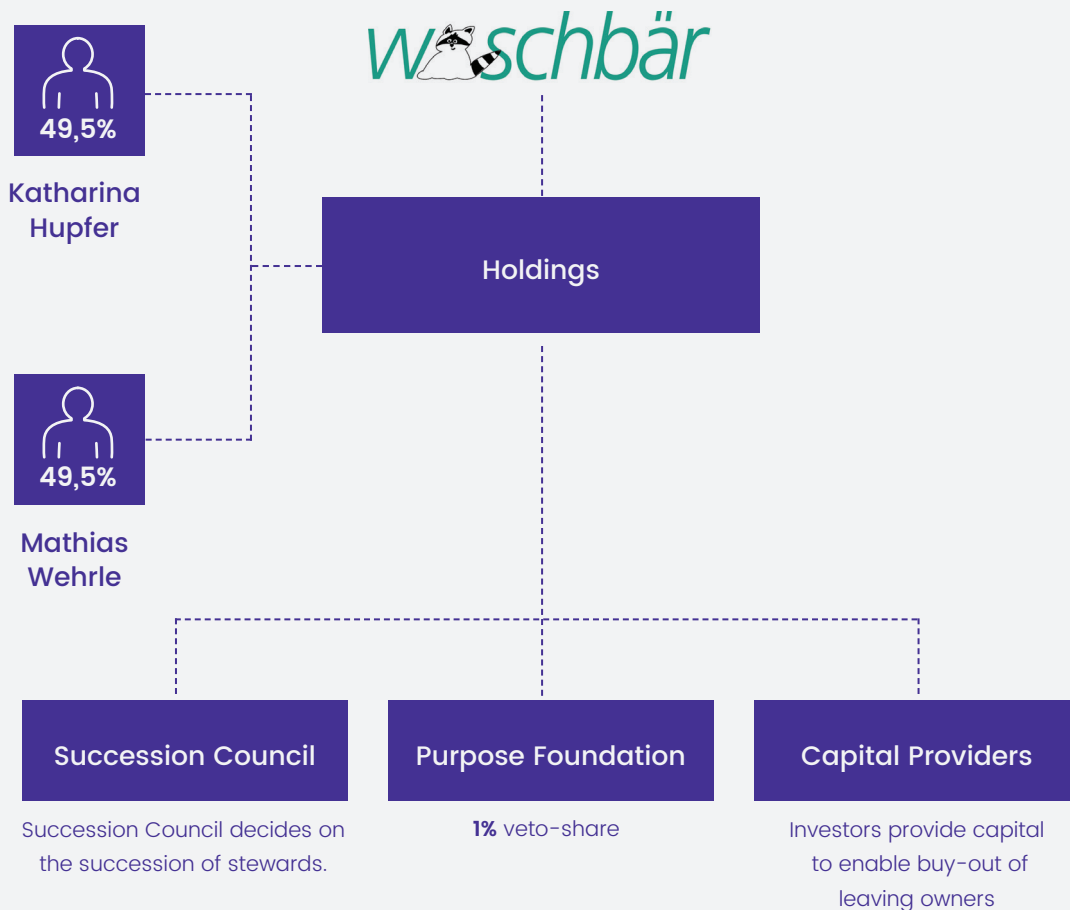 waschbär
49,5%
Katharina
Hupfer
Holdings
49,5%
Mathias
Wehrle
Succession Council
Succession Council decides on
the succession of stewards.
Purpose Foundation
1% veto-share
Capital Providers
Investors provide capital
to enable buy-out of
leaving owners